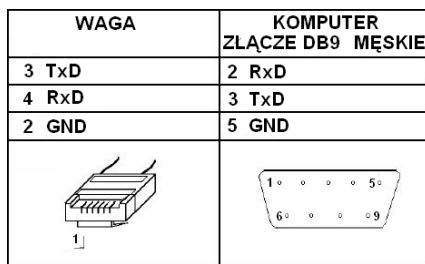 WAGA
KOMPUTER
ZŁĄCZE DB9 MĘSKIE
3 TxD
2 RxD
4 RxD
3 TxD
2 GND
5 GND
1
1 5
6 9